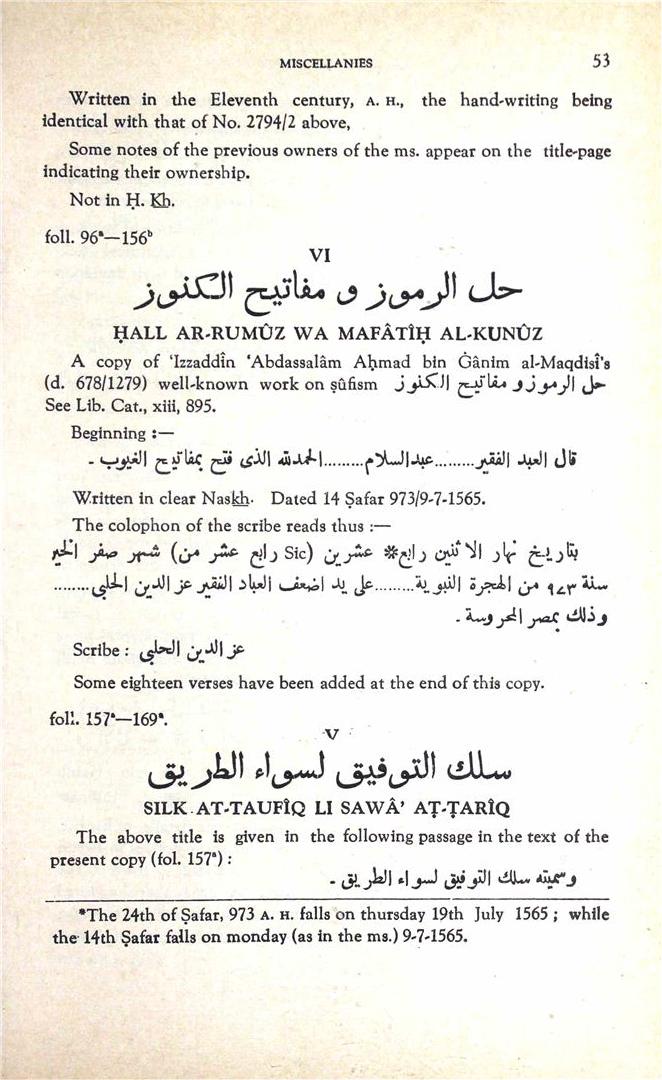 MISCELLANIES 53
Written in the Eleventh century, A. H., the hand-writing being
identical with that of No. 2794/2 above,
Some notes of the previous owners of the ms. appear on the title-page
indicating their ownership.
Not in Ḥ. Kh.
foll. 96ᵃ—156ᵇ
VI
حل الرموز و مفاتيح الكنوز
ḤALL AR-RUMÛZ WA MAFÂTÎḤ AL-KUNÛZ
A copy of ‘Izzaddîn ‘Abdassalâm Aḥmad bin Ġânim al-Maqdisî's
(d. 678/1279) well-known work on ṣûfism حل الرموز و مفاتيح الكنوز
See Lib. Cat., xiii, 895.
Beginning :—
قال العبد الفقير..........عبدالسلام.........الحمدلله الذى فتح بمفاتيح الغيوب -
Written in clear Naskh. Dated 14 Ṣafar 973/9-7-1565.
The colophon of the scribe reads thus :—
بتاريخ نهار الاثنين رابع* عشرين (Sic رابع عشر من) شهر صفر الخير
سنة ٩٧٣ من الهجرة النبوية.........على يد اضعف العباد الفقير عز الدين الحلبى........
وذلك بمصر المحروسة -
Scribe : عز الدين الحلبى
Some eighteen verses have been added at the end of this copy.
foll. 157ᵃ—169ᵃ.
V
سلك التوفيق لسواء الطريق
SILK AT-TAUFÎQ LI SAWÂ’ AṬ-ṬARÎQ
The above title is given in the following passage in the text of the
present copy (fol. 157ᵃ) :
وسميته سلك التوفيق لسواء الطريق -
*The 24th of Ṣafar, 973 A. H. falls on thursday 19th July 1565 ; while
the 14th Ṣafar falls on monday (as in the ms.) 9-7-1565.